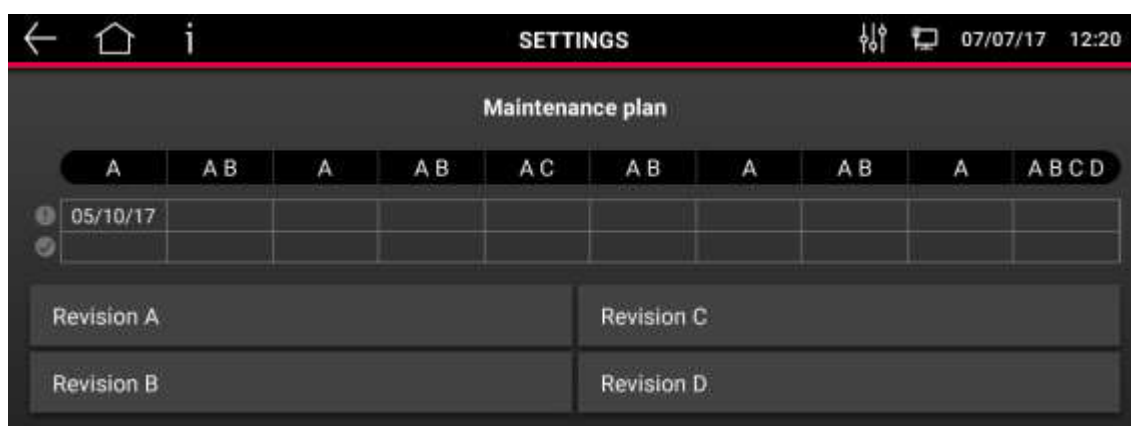 SETTINGS 07/07/17 12:20
Maintenance plan
A A B A A B A C A B A A B A A B C D
05/10/17
Revision A Revision C
Revision B Revision D